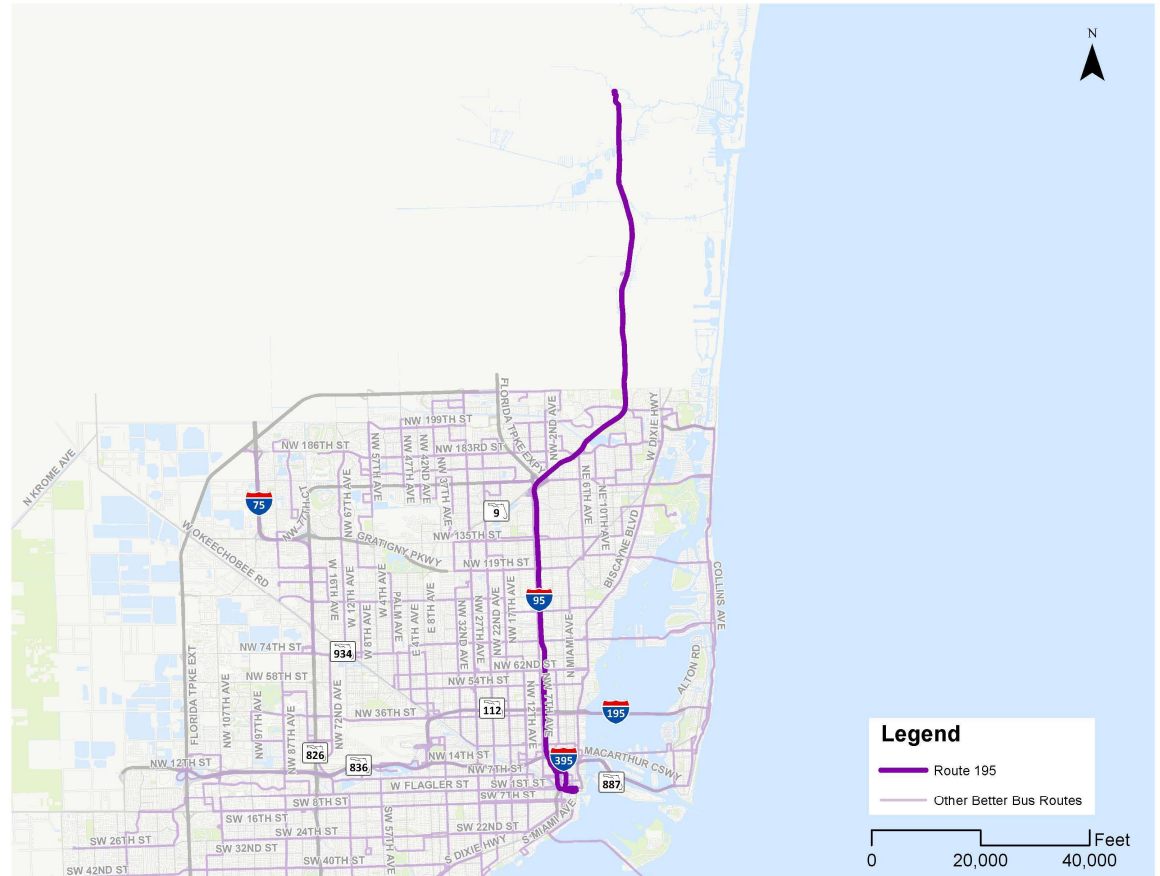 N
FLORIDA TPKE EXPY
NW 2ND AVE
W DIXIE HWY
NW 199TH ST
NW 186TH ST
NW 183RD ST
NW 57TH AVE
NW 47TH AVE
NW 42ND AVE
NW 37TH AVE
N KROME AVE
NW 67TH AVE
NE 6TH AVE
NE 10TH AVE
75
9
W OKEECHOBEE RD
GRATIGNY PKWY
NW 135TH ST
NW 119TH ST
BISCAYNE BLVD
COLLINS AVE
W 16TH AVE
W 12TH AVE
W 8TH AVE
W 4TH AVE
PALM AVE
E 4TH AVE
E 8TH AVE
NW 32ND AVE
NW 27TH AVE
NW 22ND AVE
NW 17TH AVE
95
N MIAMI AVE
NW 74TH ST
934
NW 62ND ST
NW 58TH ST
NW 54TH ST
ALTON RD
FLORIDA TPKE EXT
NW 107TH AVE
NW 97TH AVE
NW 87TH AVE
NW 72ND AVE
NW 36TH ST
112
NW 12TH AVE
NW 7TH AVE
195
826
836
NW 12TH ST
NW 14TH ST
NW 7TH ST
395
MACARTHUR CSWY
887
W FLAGLER ST
SW 1ST ST
SW 7TH ST
SW 8TH ST
SW 16TH ST
SW 24TH ST
SW 26TH ST
SW 32ND ST
SW 40TH ST
SW 42ND ST
SW 57TH AVE
SW 22ND ST
S MIAMI AVE
S DIXIE HWY
Legend
Route 195
Other Better Bus Routes
Feet
0 20,000 40,000